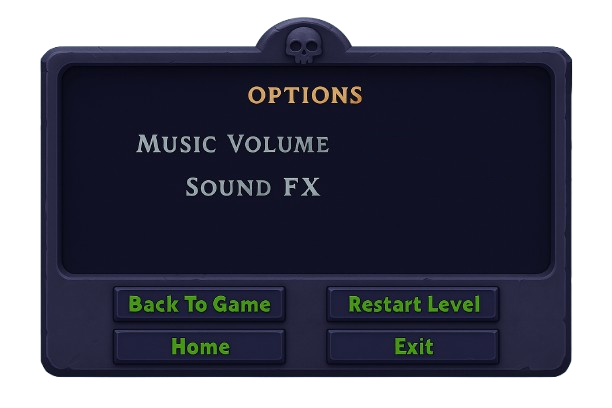 OPTIONS
MUSIC VOLUME
SOUND FX
Back To Game
Restart Level
Home
Exit